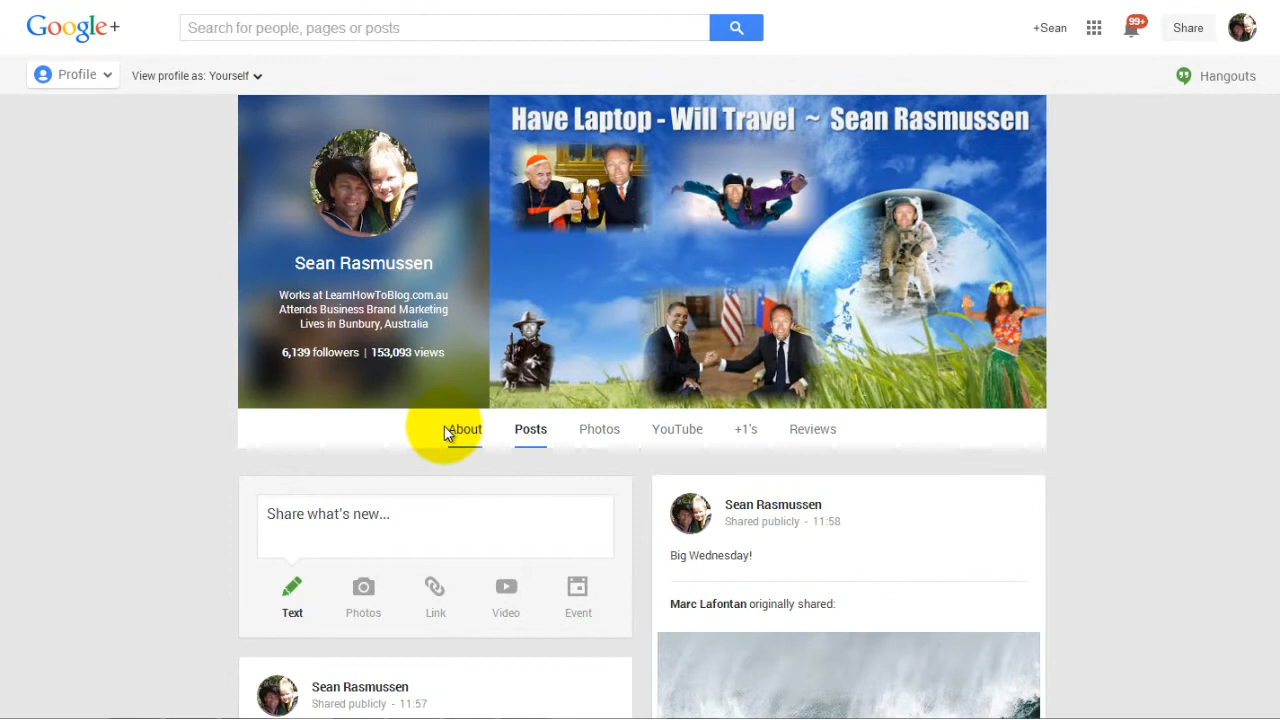 Google+
Search for people, pages or posts
+Sean
99+
Share
Profile
View profile as: Yourself
Hangouts
Have Laptop - Will Travel ~ Sean Rasmussen
Sean Rasmussen
Works at LearnHowToBlog.com.au
Attends Business Brand Marketing
Lives in Bunbury, Australia
6,139 followers | 153,093 views
About Posts Photos YouTube +1's Reviews
Share what's new...
Text Photos Link Video Event
Sean Rasmussen
Shared publicly - 11:57
Sean Rasmussen
Shared publicly - 11:58
Big Wednesday!
Marc Lafontan originally shared: